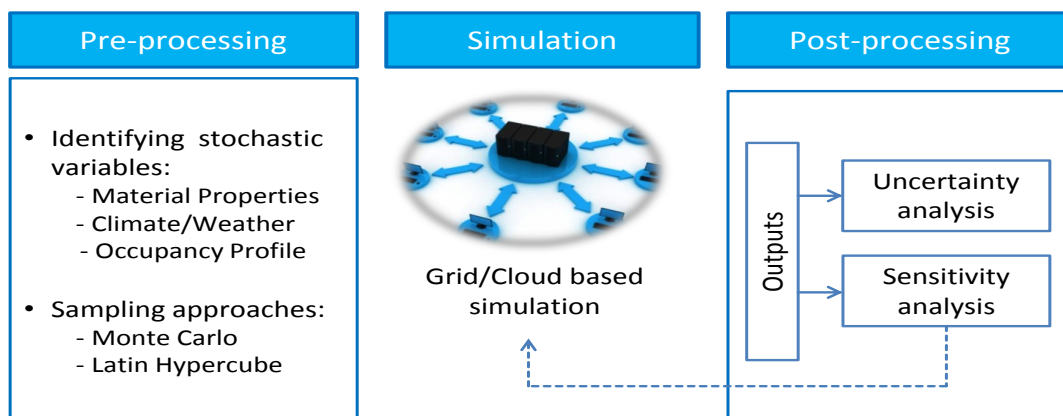 Pre-processing
Simulation
Post-processing
• Identifying stochastic
variables:
- Material Properties
- Climate/Weather
- Occupancy Profile
• Sampling approaches:
- Monte Carlo
- Latin Hypercube
Grid/Cloud based
simulation
Outputs
Uncertainty
analysis
Sensitivity
analysis